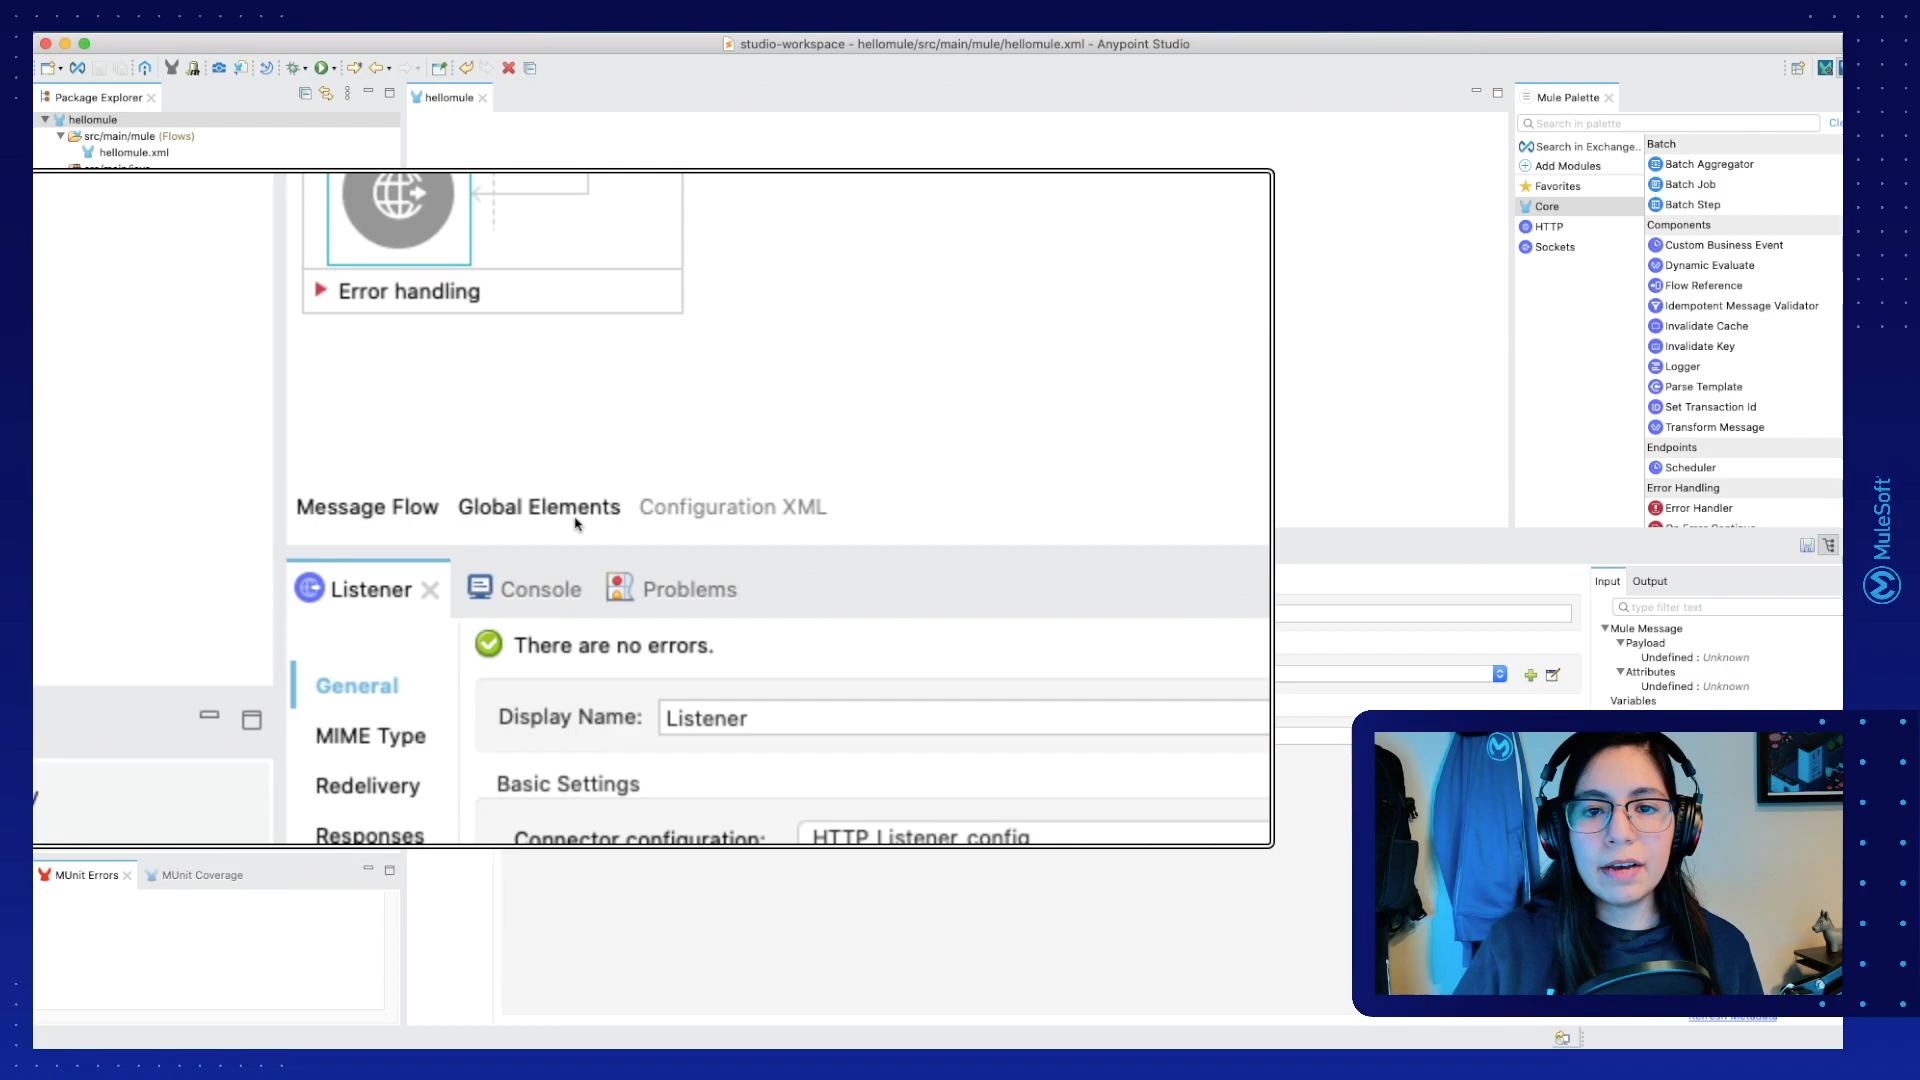 studio-workspace - hellomule/src/main/mule/hellomule.xml - Anypoint Studio
Package Explorer
hellomule
Mule Palette
hellomule
src/main/mule (Flows)
hellomule.xml
Search in palette
Search in Exchange..
Add Modules
Favorites
Core
HTTP
Sockets
Batch
Batch Aggregator
Batch Job
Batch Step
Components
Custom Business Event
Dynamic Evaluate
Flow Reference
Idempotent Message Validator
Invalidate Cache
Invalidate Key
Logger
Parse Template
Set Transaction Id
Transform Message
Endpoints
Scheduler
Error Handling
Error Handler
On Error Continue
Error handling
Message Flow Global Elements Configuration XML
Listener Console Problems
There are no errors.
General
MIME Type
Redelivery
Responses
Display Name: Listener
Basic Settings
Connector configuration: HTTP_Listener_config
Input Output
type filter text
Mule Message
Payload
Undefined : Unknown
Attributes
Undefined : Unknown
Variables
MUnit Errors MUnit Coverage
Refresh Metadata
MuleSoft